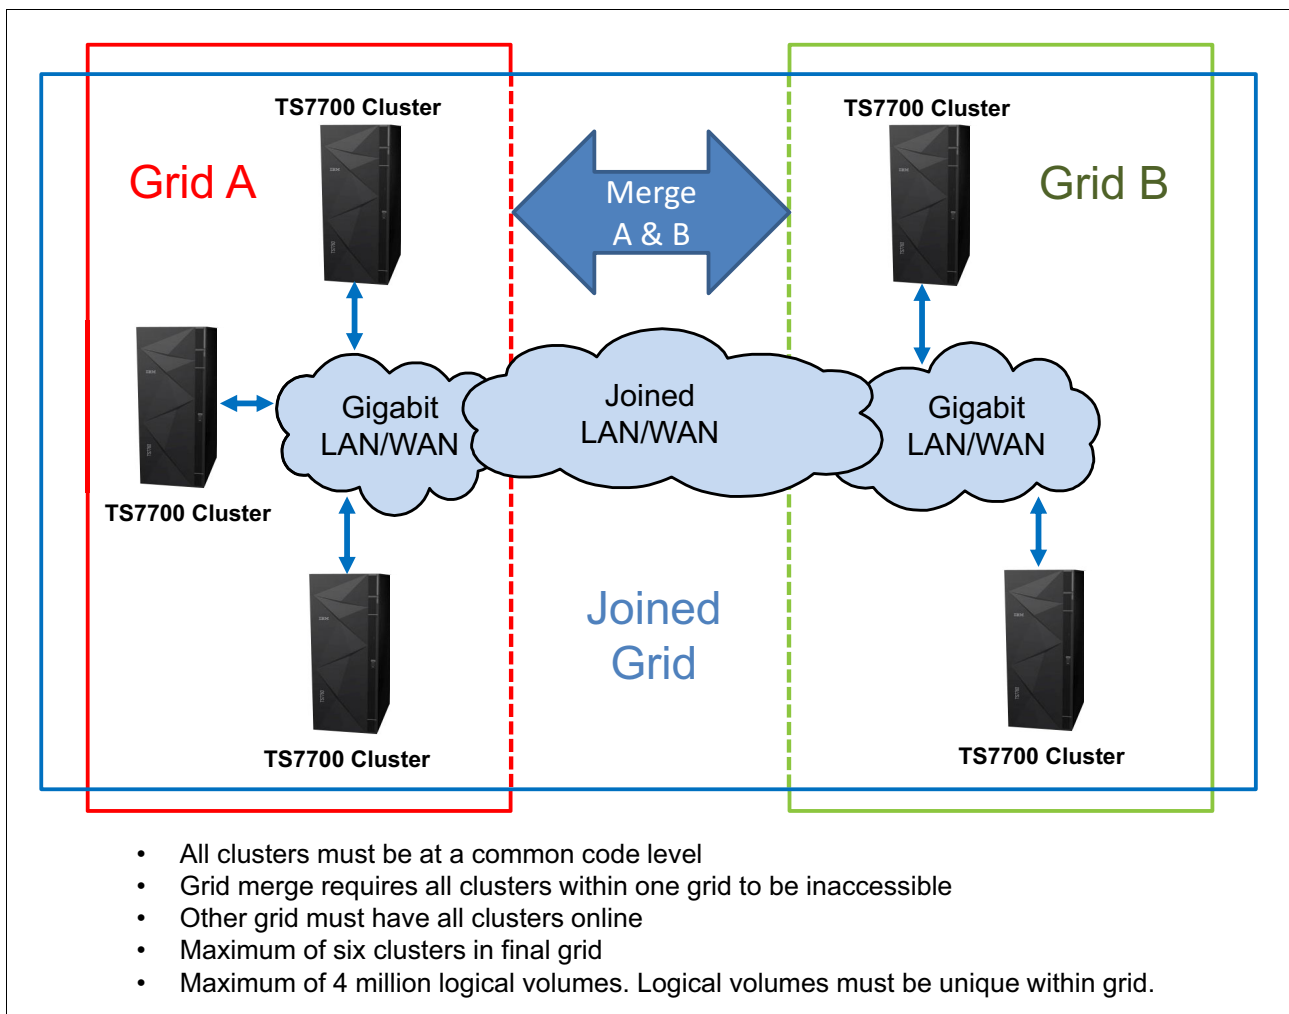 TS7700 Cluster
TS7700 Cluster
Grid A
Merge
A & B
Grid B
Gigabit
LAN/WAN
Joined
LAN/WAN
Gigabit
LAN/WAN
TS7700 Cluster
Joined
Grid
TS7700 Cluster
TS7700 Cluster
• All clusters must be at a common code level
• Grid merge requires all clusters within one grid to be inaccessible
• Other grid must have all clusters online
• Maximum of six clusters in final grid
• Maximum of 4 million logical volumes. Logical volumes must be unique within grid.